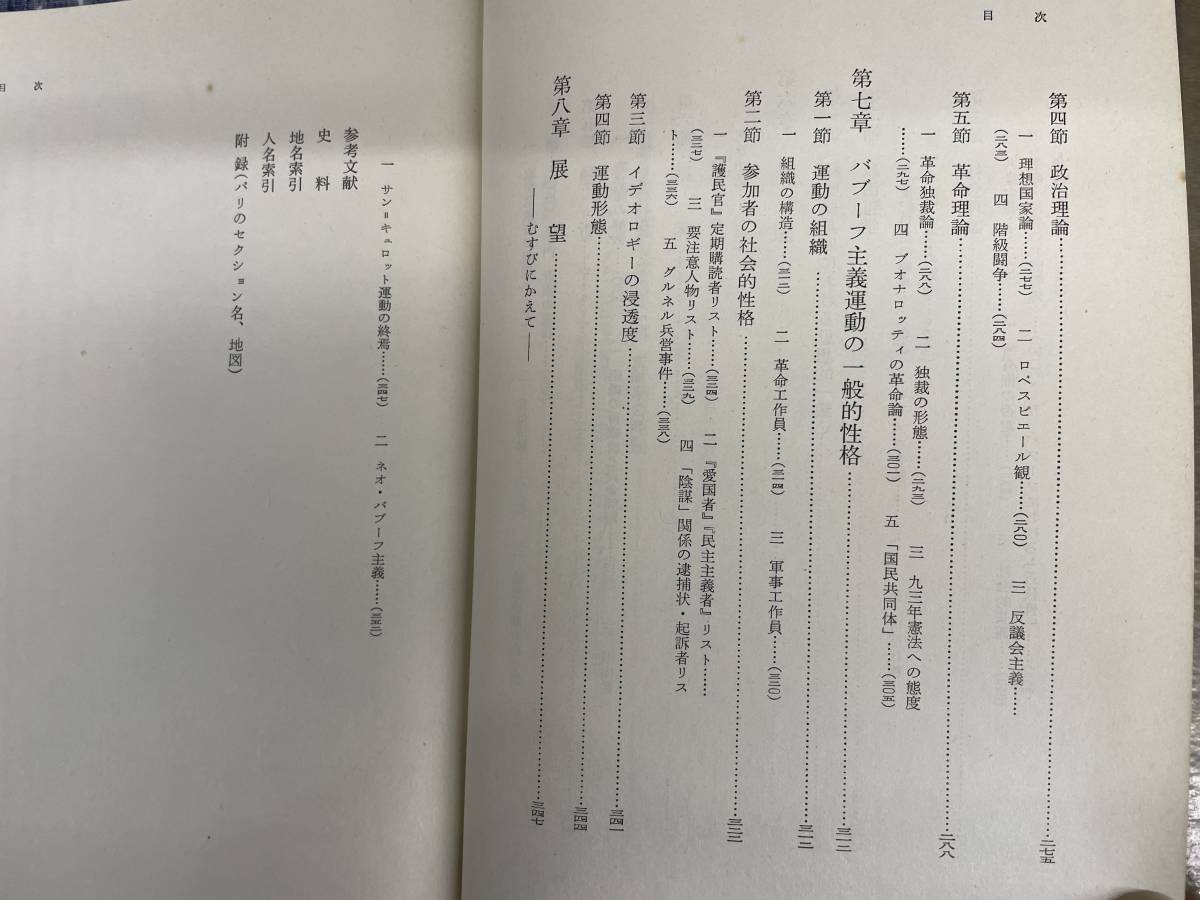 目次
第四節 政治理論……二七五
一 理想国家論……(二七七) 二 ロベスピエール観……(二八〇) 三 反議会主義……
(二八三) 四 階級闘争……(二八四)
第五節 革命理論……二八八
一 革命独裁論……(二八八) 二 独裁の形態……(二九三) 三 九三年憲法への態度
……(二九七) 四 ブオナロッティの革命論……(三〇一) 五 「国民共同体」……(三〇五)
第七章 バブーフ主義運動の一般的性格……三一二
第一節 運動の組織……三一二
一 組織の構造……(三一二) 二 革命工作員……(三一四) 三 軍事工作員……(三二〇)
第二節 参加者の社会的性格……三二三
一 『護民官』定期購読者リスト……(三二四) 二 『愛国者』『民主主義者』リスト……
(三二七) 三 要注意人物リスト……(三二九) 四 「陰謀」関係の逮捕状・起訴者リス
ト……(三三六) 五 グルネル兵営事件……(三三八)
第三節 イデオロギーの浸透度……三四一
第四節 運動形態……三四四
第八章 展望……三四七
――むすびにかえて――
目次
一 サン＝キュロット運動の終焉……(三四七) 二 ネオ・バブーフ主義……(三五二)
参考文献
史料
地名索引
人名索引
附録(パリのセクション名、地図)